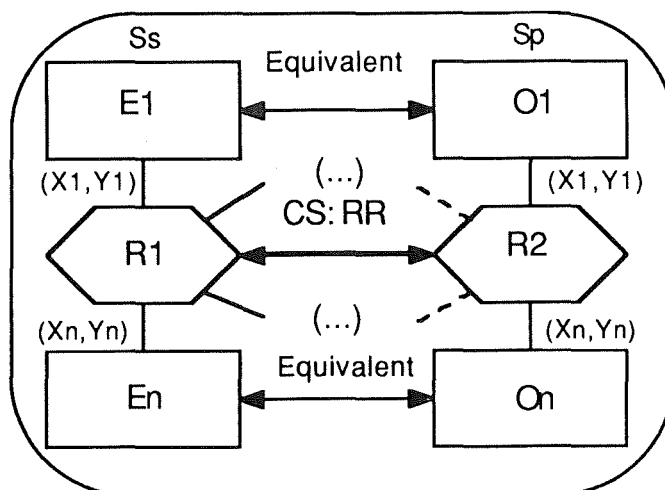 Ss Sp
Equivalent
E1 O1
(X1,Y1) (...) (X1,Y1)
CS: RR
R1 R2
(...)
(Xn,Yn) (Xn,Yn)
Equivalent
En On